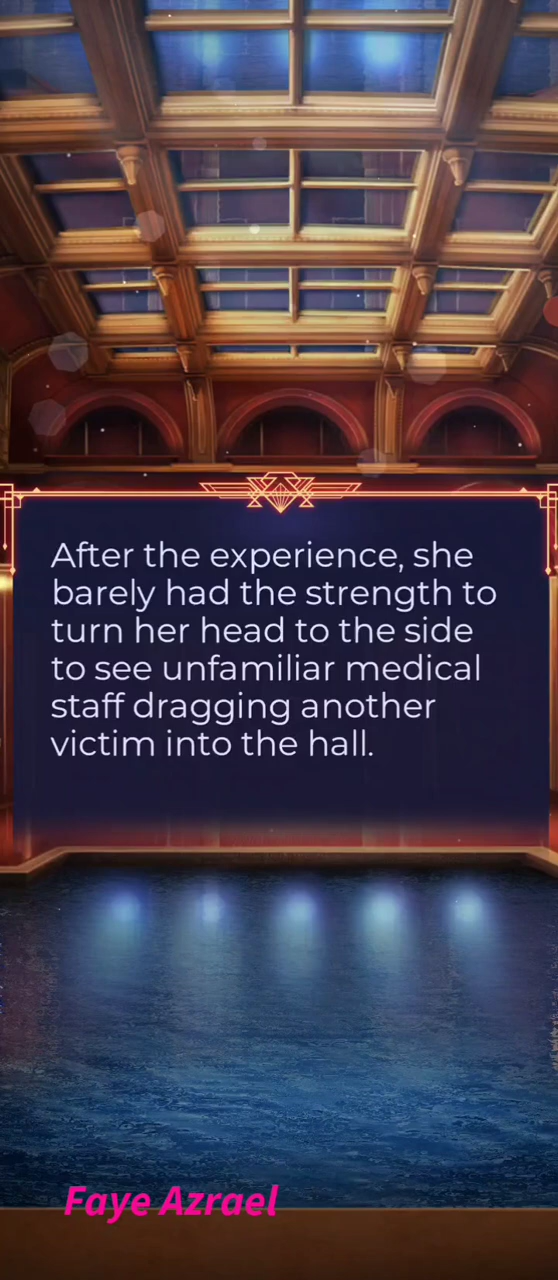 After the experience, she
barely had the strength to
turn her head to the side
to see unfamiliar medical
staff dragging another
victim into the hall.
Faye Azrael